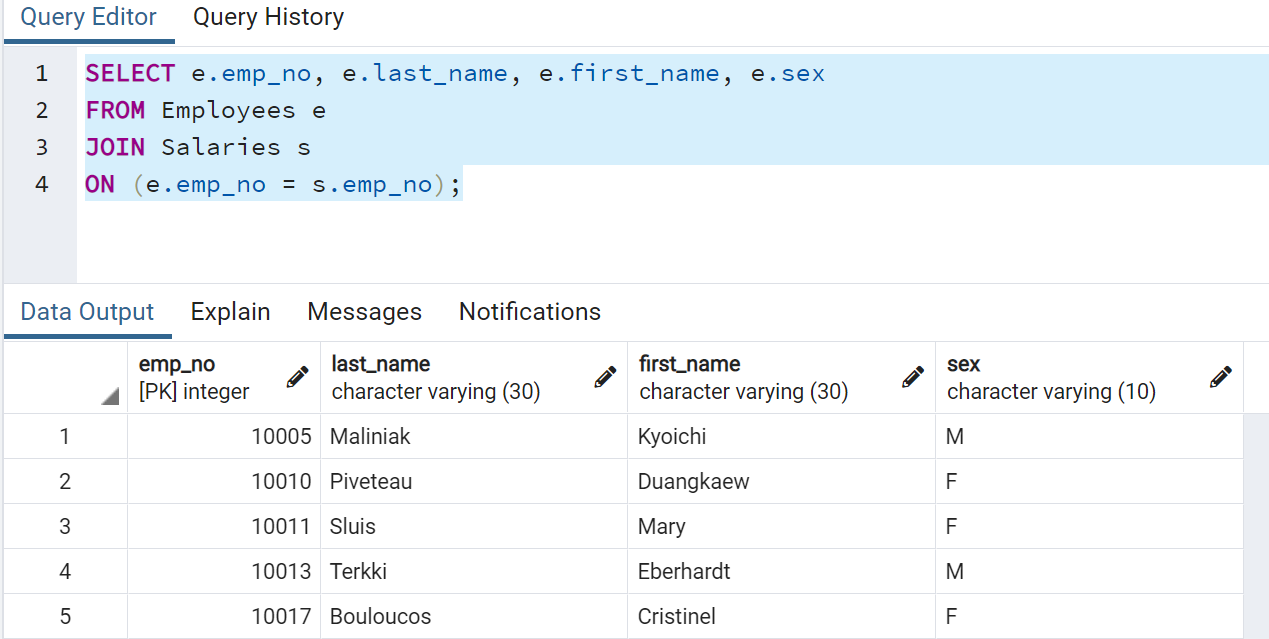 Query Editor Query History
1 SELECT e.emp_no, e.last_name, e.first_name, e.sex
2 FROM Employees e
3 JOIN Salaries s
4 ON (e.emp_no = s.emp_no);
Data Output Explain Messages Notifications
emp_no last_name first_name sex
[PK] integer character varying (30) character varying (30) character varying (10)
1 10005 Maliniak Kyoichi M
2 10010 Piveteau Duangkaew F
3 10011 Sluis Mary F
4 10013 Terkki Eberhardt M
5 10017 Bouloucos Cristinel F